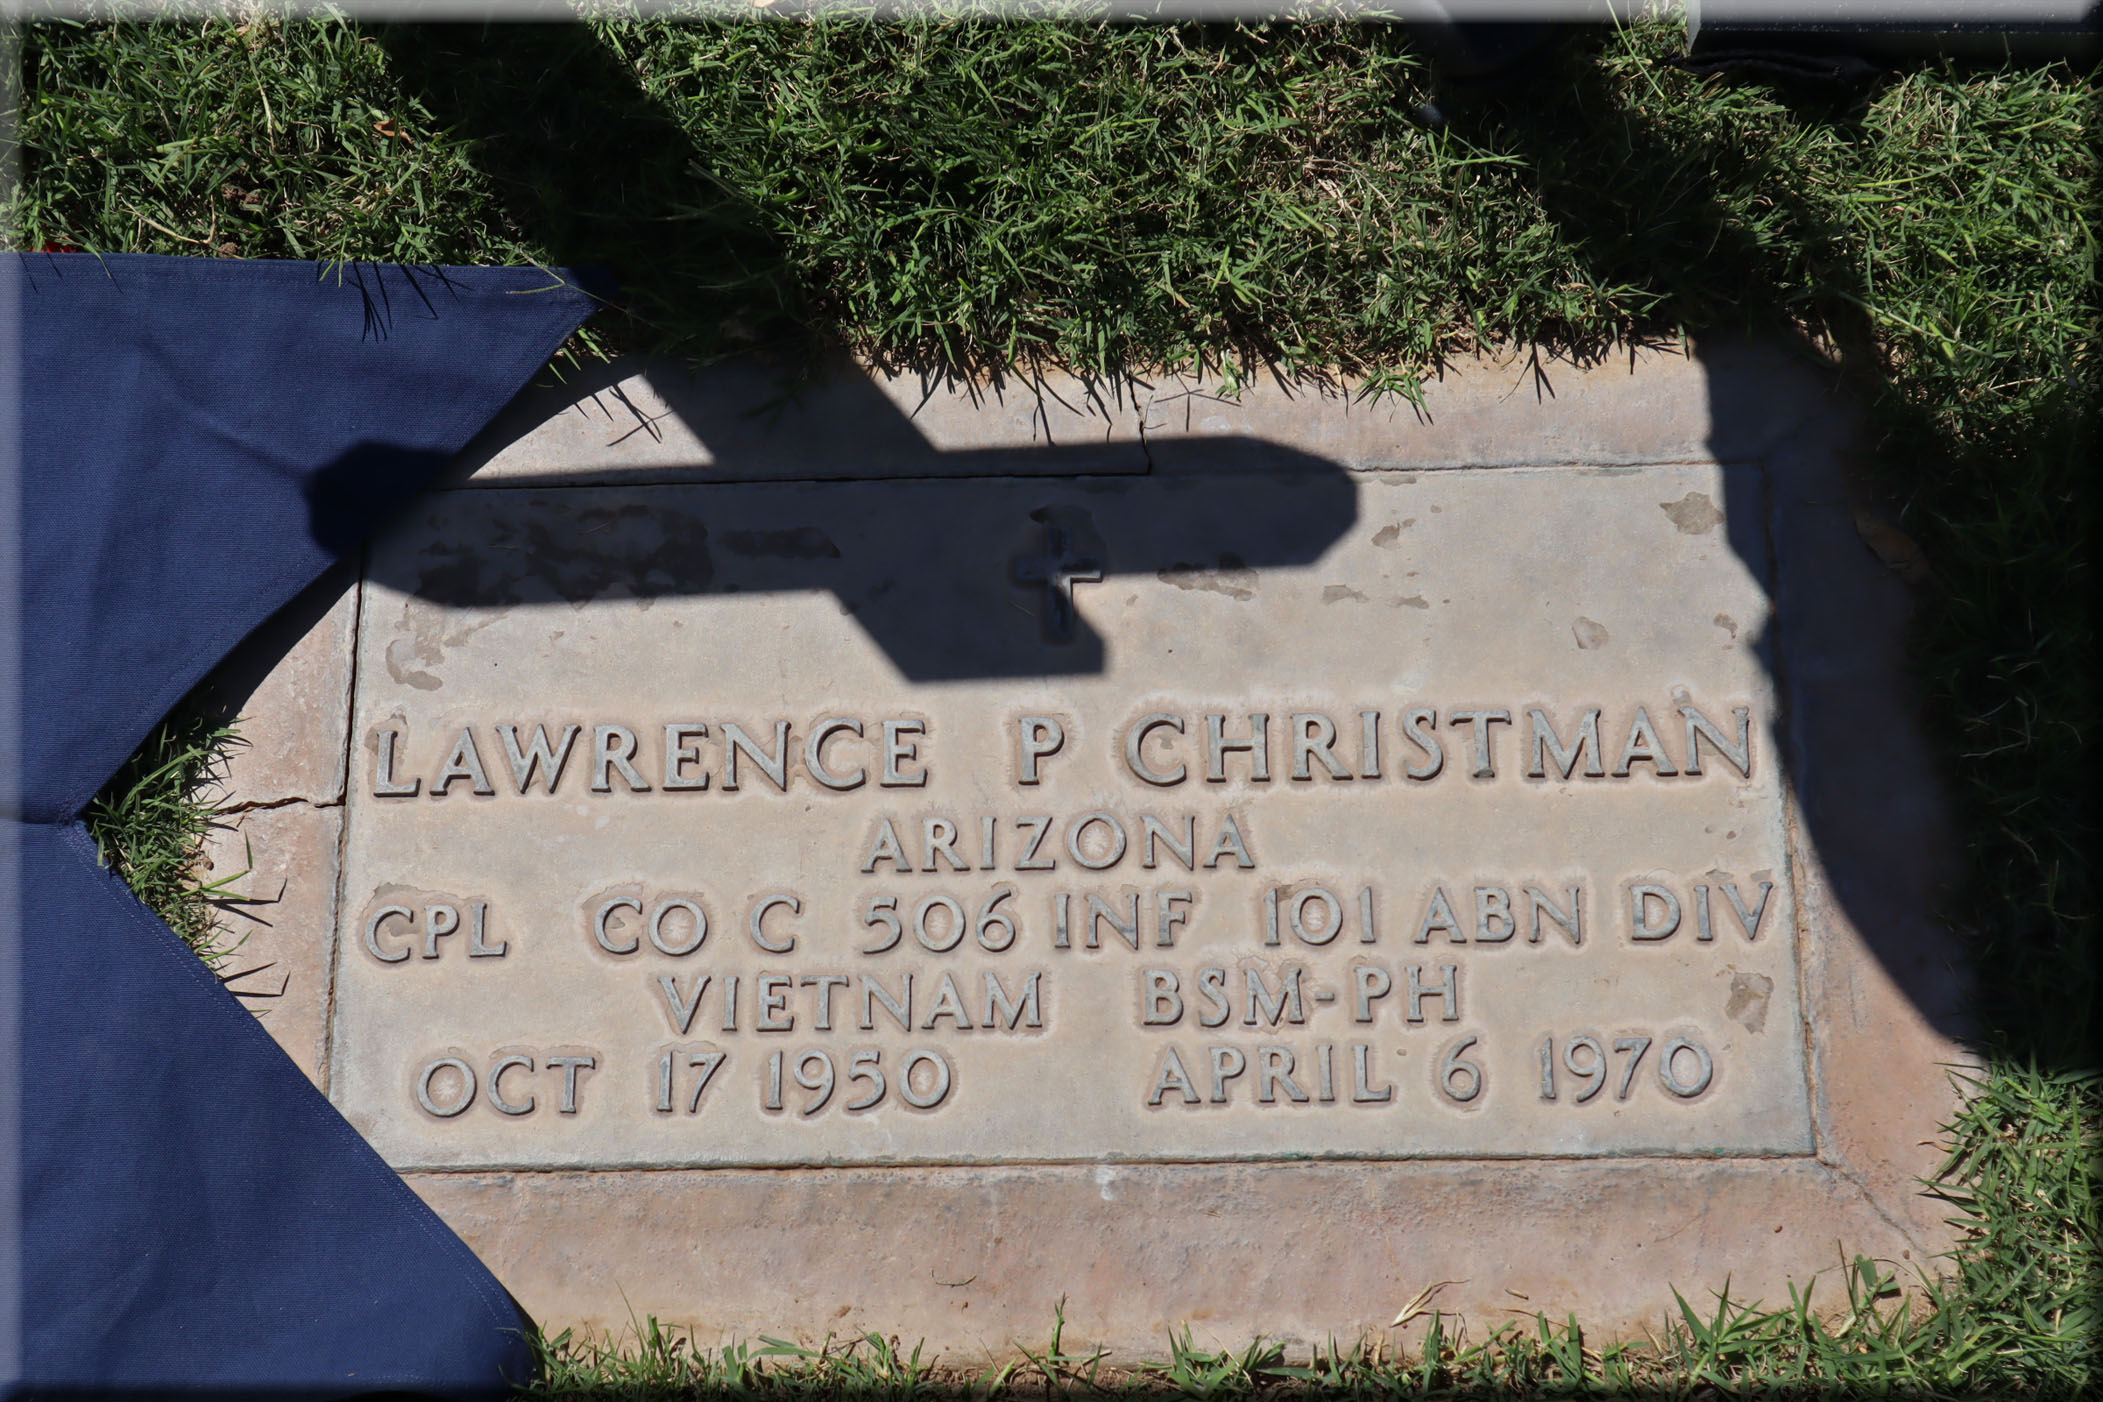 LAWRENCE P CHRISTMAN
ARIZONA
CPL CO C 506 INF 101 ABN DIV
VIETNAM BSM-PH
OCT 17 1950 APRIL 6 1970